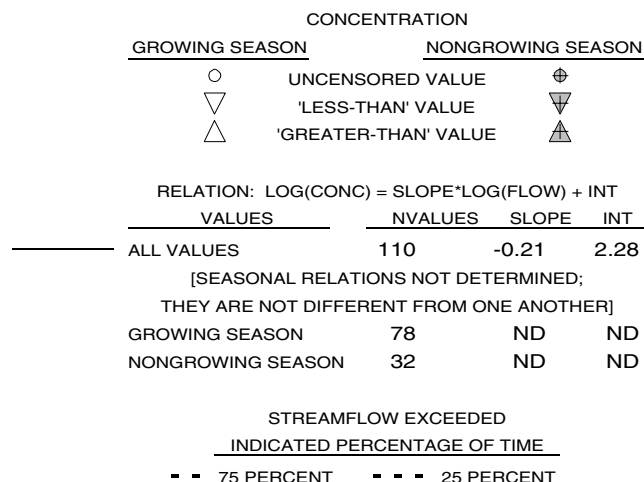 CONCENTRATION
GROWING SEASON NONGROWING SEASON
UNCENSORED VALUE
'LESS-THAN' VALUE
'GREATER-THAN' VALUE
RELATION: LOG(CONC) = SLOPE*LOG(FLOW) + INT
VALUES NVALUES SLOPE INT
ALL VALUES 110 -0.21 2.28
[SEASONAL RELATIONS NOT DETERMINED;
THEY ARE NOT DIFFERENT FROM ONE ANOTHER]
GROWING SEASON 78 ND ND
NONGROWING SEASON 32 ND ND
STREAMFLOW EXCEEDED
INDICATED PERCENTAGE OF TIME
75 PERCENT 25 PERCENT